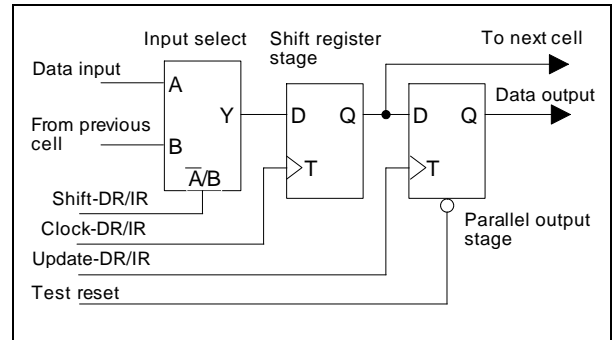 Input select
Shift register
stage
To next cell
Data input
A
Data output
Y
D
Q
D
Q
From previous
cell
B
T
T
A/B
Shift-DR/IR
Clock-DR/IR
Parallel output
stage
Update-DR/IR
Test reset